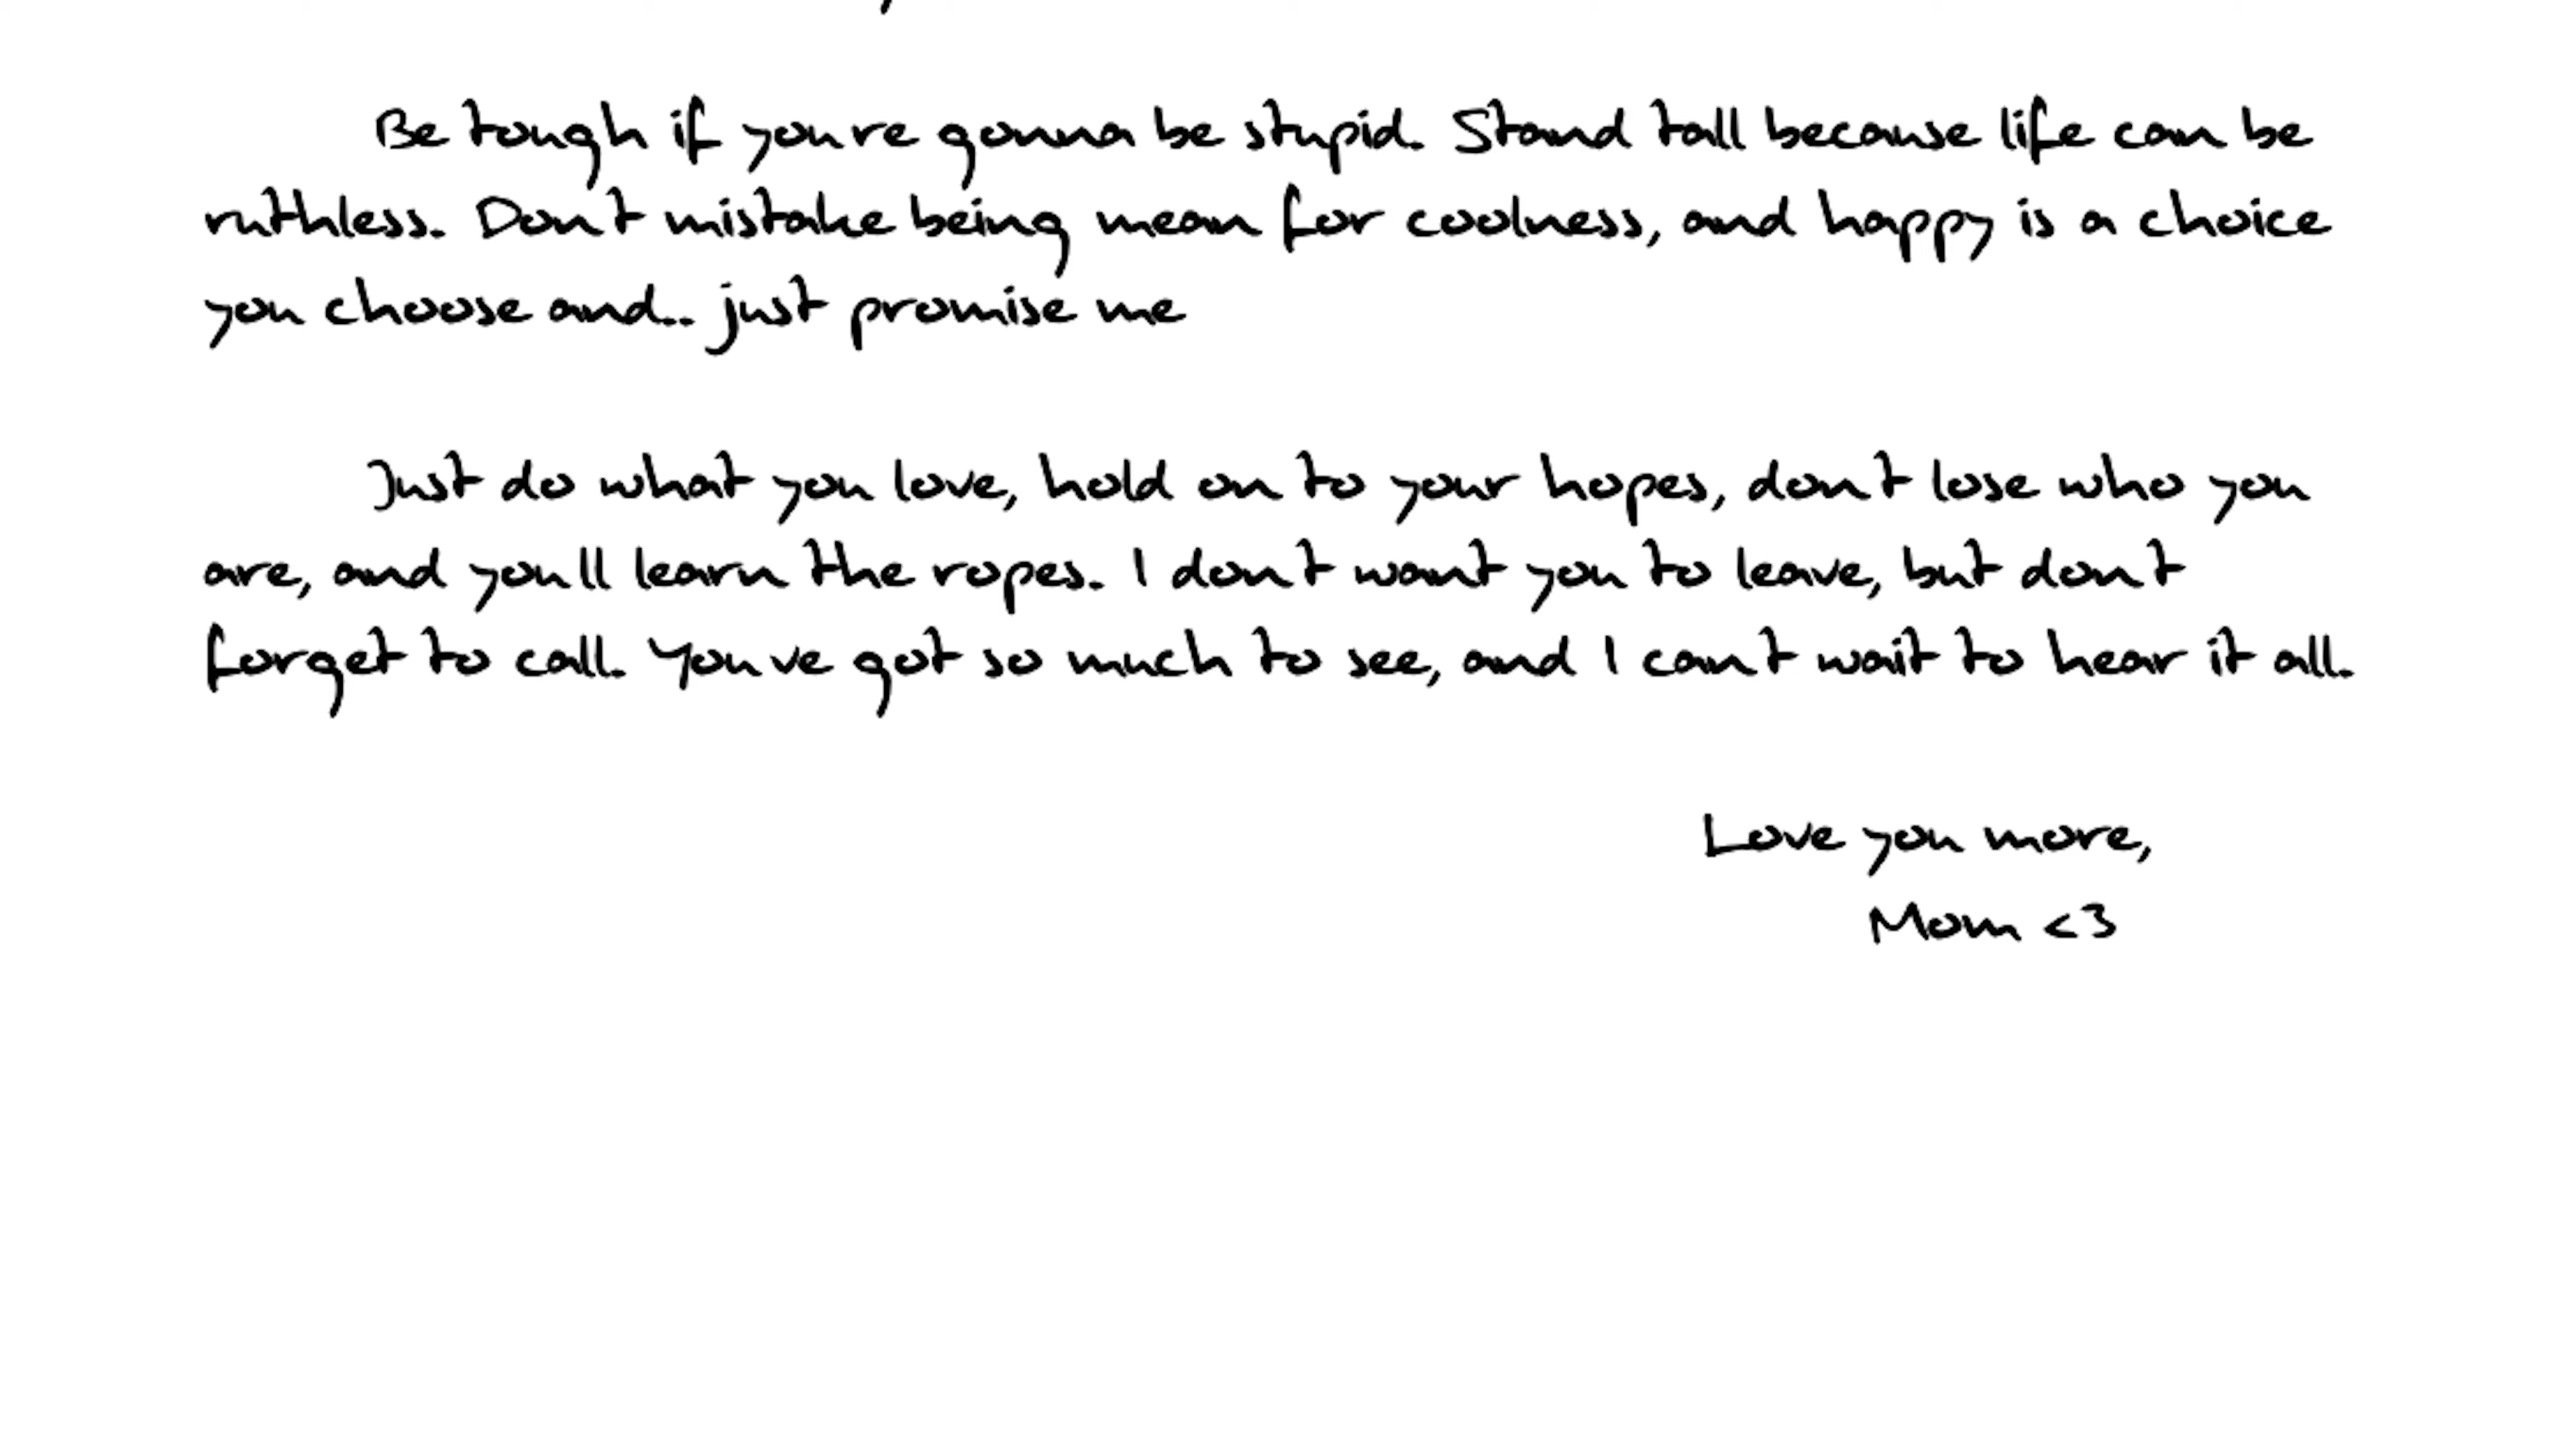 Be tough if youre gonna be stupid. Stand tall because life can be
ruthless. Dont mistake being mean for coolness, and happy is a choice
you choose and.. just promise me
Just do what you love, hold on to your hopes, dont lose who you
are, and youll learn the ropes. I dont want you to leave, but dont
forget to call. Youve got so much to see, and I cant wait to hear it all.
Love you more,
Mom <3